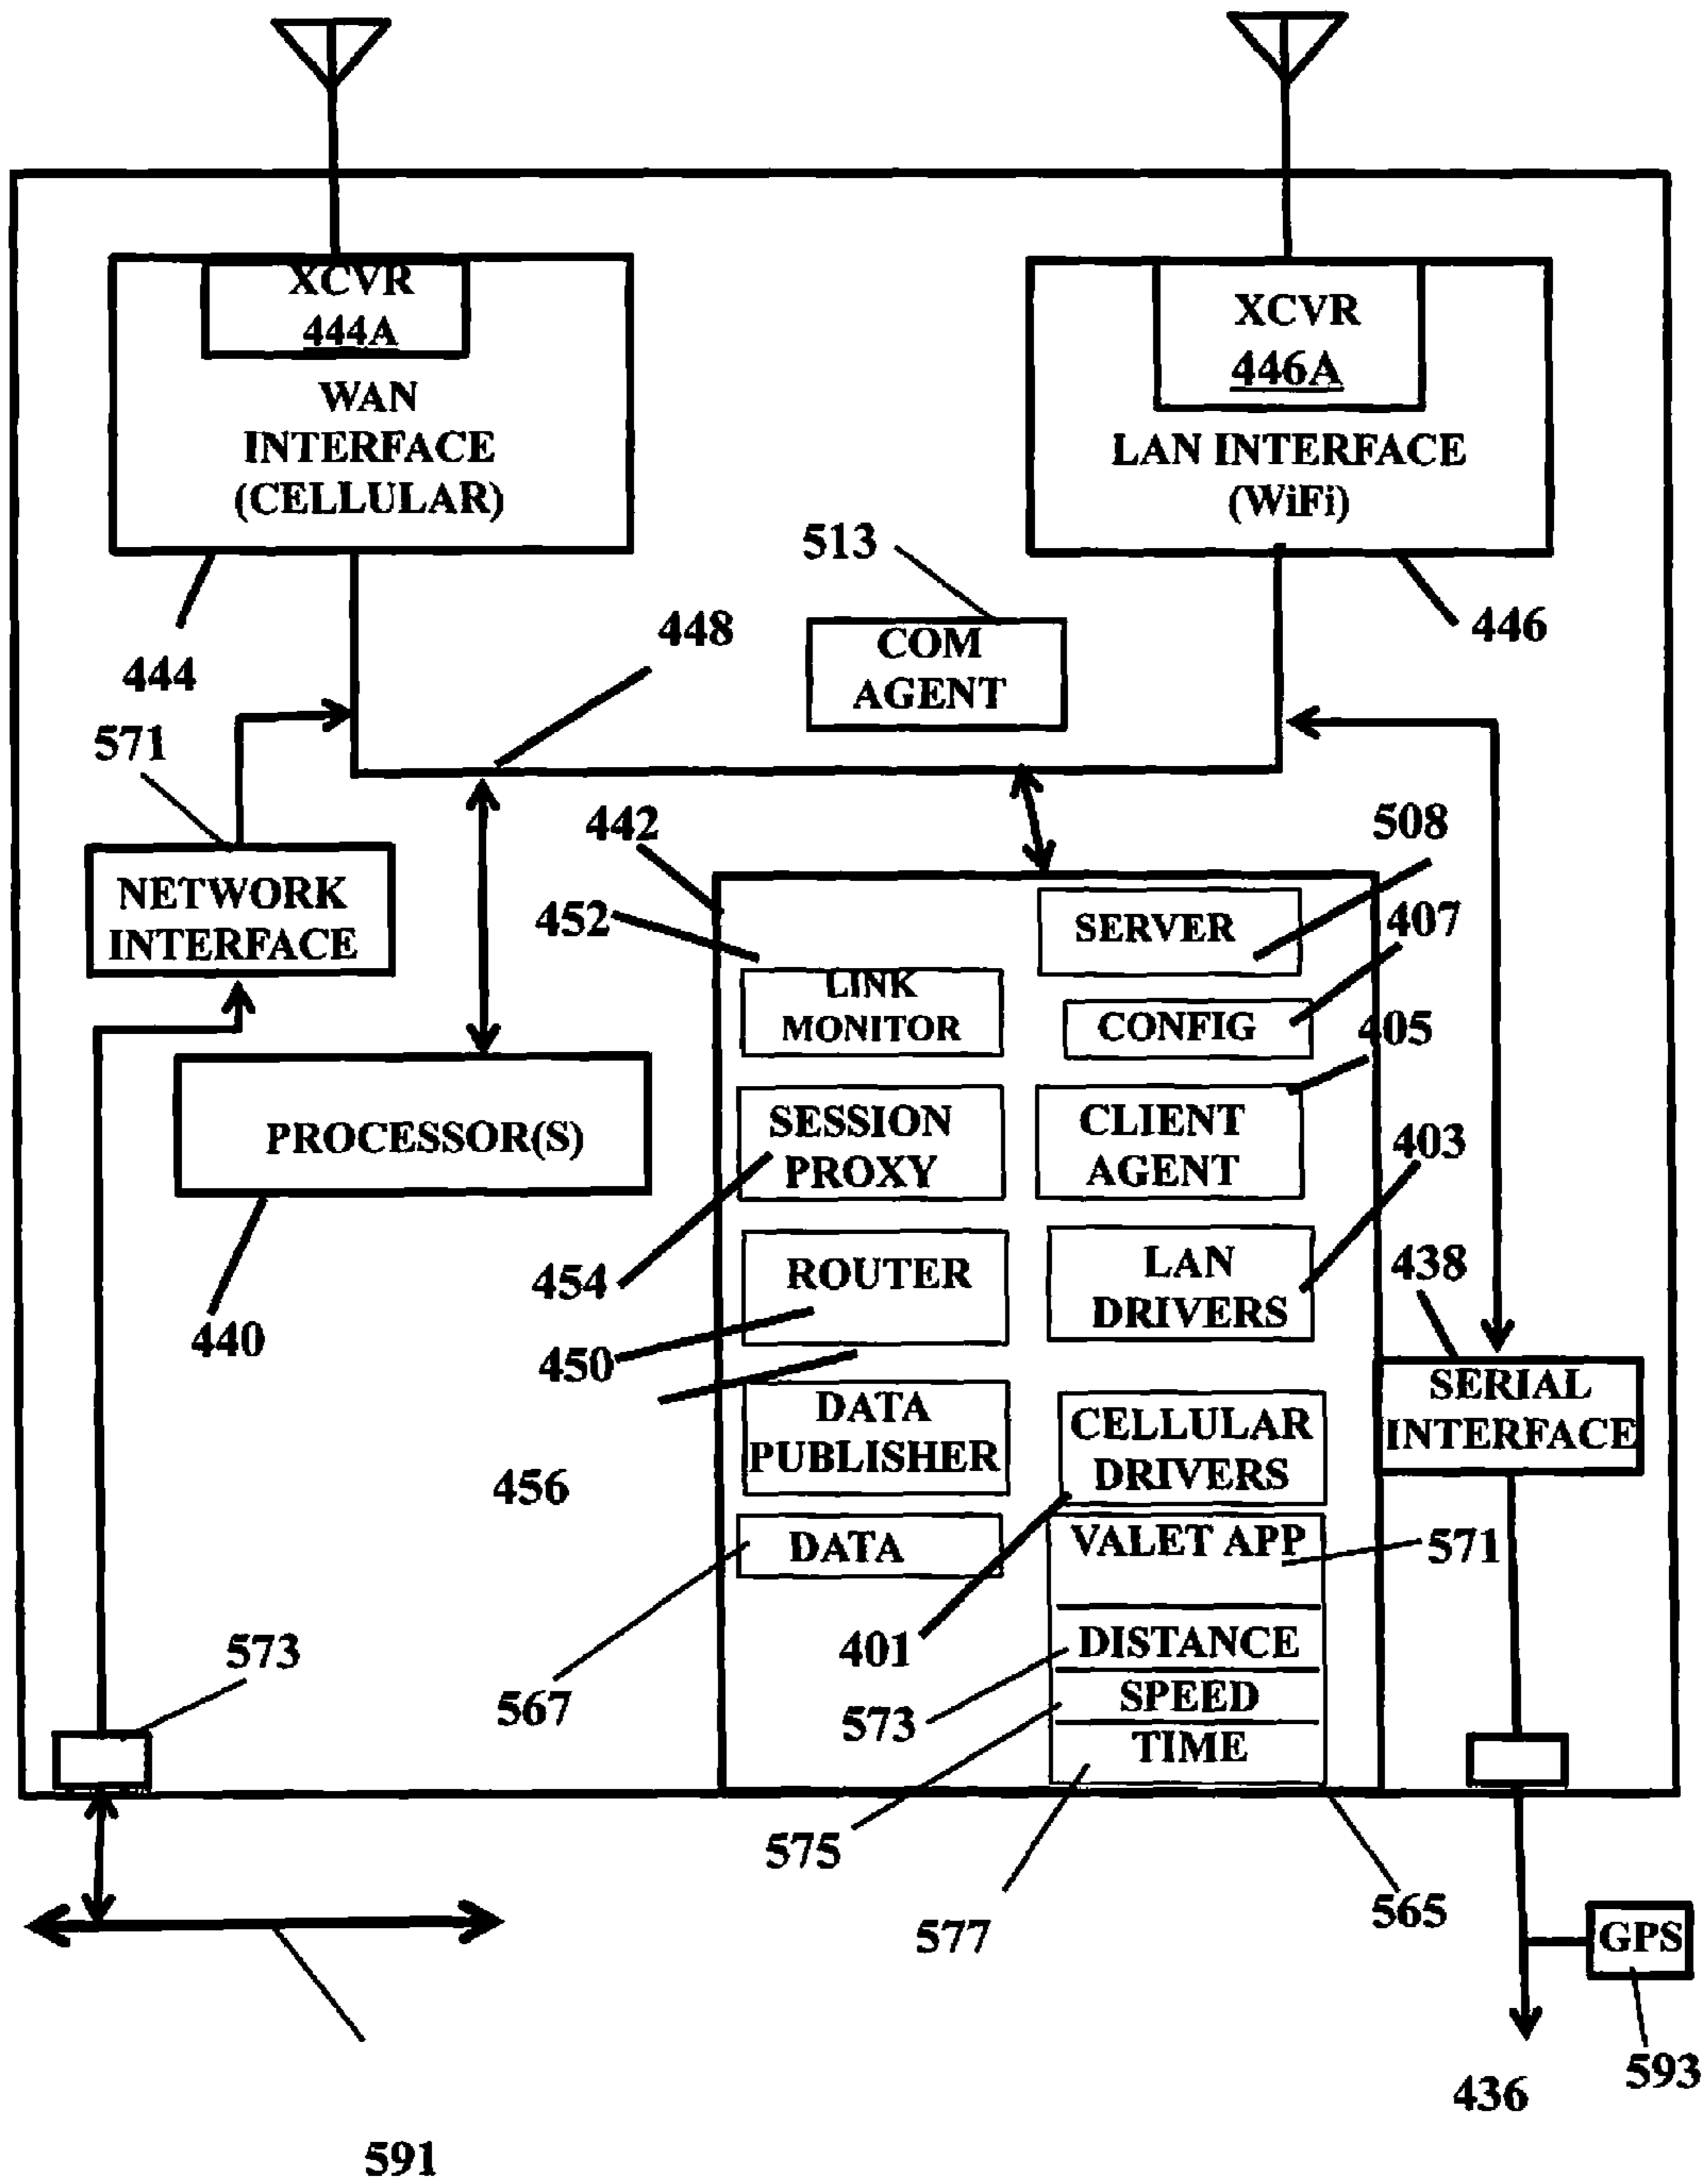 XCVR
444A
WAN
INTERFACE
(CELLULAR)
XCVR
446A
LAN INTERFACE
(WiFi)
513
COM
AGENT
444
448
446
571
NETWORK
INTERFACE
442
452
508
SERVER
407
LINK
MONITOR
CONFIG
405
PROCESSOR(S)
440
SESSION
PROXY
CLIENT
AGENT
403
454
ROUTER
LAN
DRIVERS
438
450
SERIAL
INTERFACE
DATA
PUBLISHER
CELLULAR
DRIVERS
456
DATA
VALET APP
571
401
DISTANCE
573
567
573
SPEED
TIME
575
577
565
GPS
593
436
591